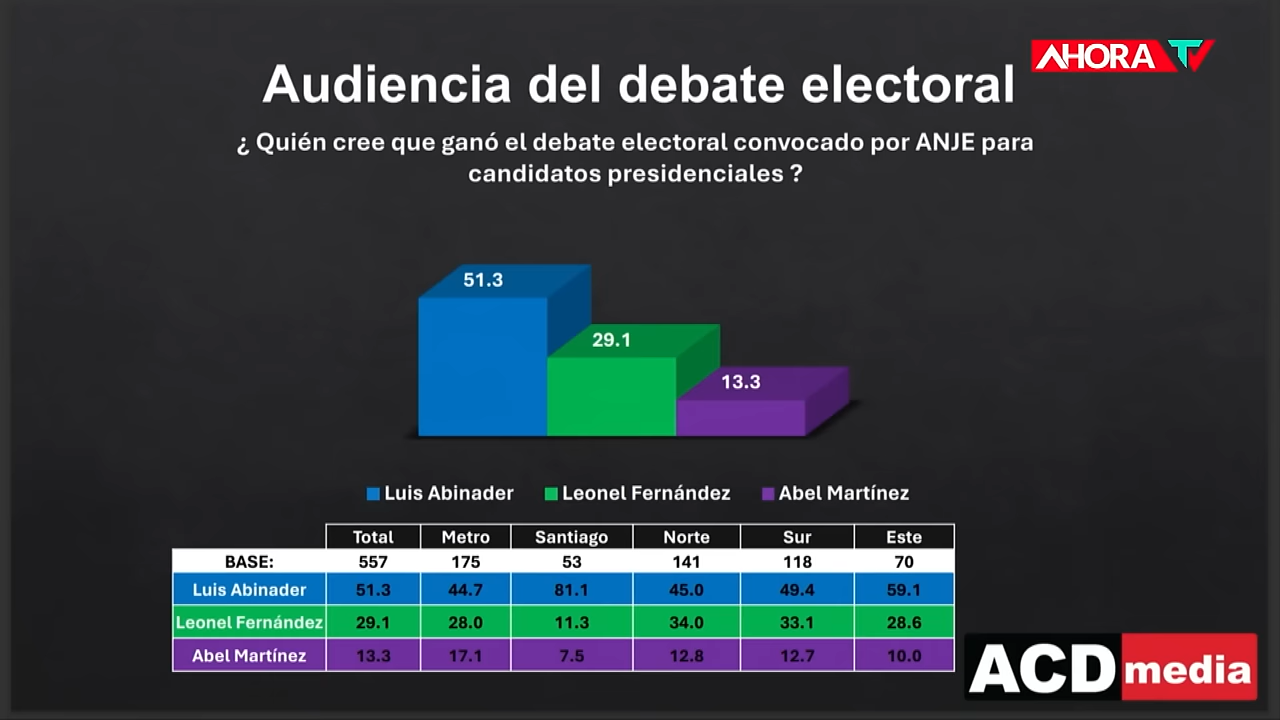 AHORA TV
Audiencia del debate electoral
¿ Quién cree que ganó el debate electoral convocado por ANJE para
candidatos presidenciales ?
51.3
29.1
13.3
Luis Abinader Leonel Fernández Abel Martínez
Total Metro Santiago Norte Sur Este
BASE: 557 175 53 141 118 70
Luis Abinader 51.3 44.7 81.1 45.0 49.4 59.1
Leonel Fernández 29.1 28.0 11.3 34.0 33.1 28.6
Abel Martínez 13.3 17.1 7.5 12.8 12.7 10.0
ACD media